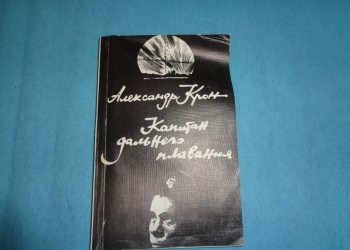 Александр Крон
Капитан
дальнего
плавания